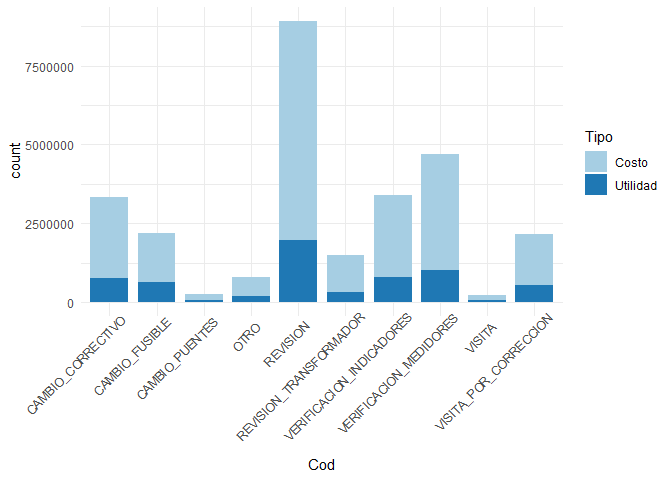 count
7500000
5000000
2500000
0
CAMBIO_CORRECTIVO
CAMBIO_FUSIBLE
CAMBIO_PUENTES
OTRO
REVISION
REVISION_TRANSFORMADOR
VERIFICACION_INDICADORES
VERIFICACION_MEDIDORES
VISITA
VISITA_POR_CORRECCION
Cod
Tipo
Costo
Utilidad